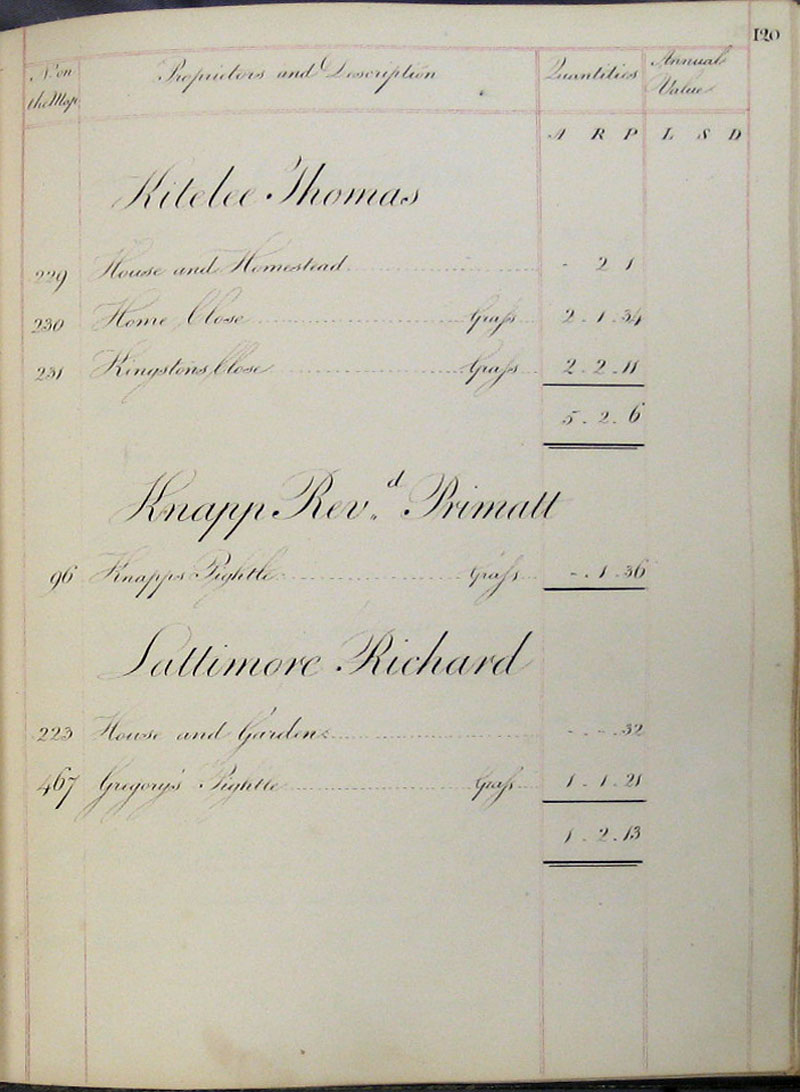 120
No on the Map Proprietors and Description Quantities Annual Value
A R P L S D
Kitelee Thomas
229 House and Homestead - 2 1
230 Home Close Grass 2 . 1 . 34
231 Kingstons Close Grass 2 . 2 . 11
5 . 2 . 6
Knapp Rev.d Primatt
96 Knapps Pightle Grass - . 1 . 36
Lattimore Richard
223 House and Garden - . - . 32
467 Gregory's Pightle Grass 1 . 1 . 21
1 . 2 . 13